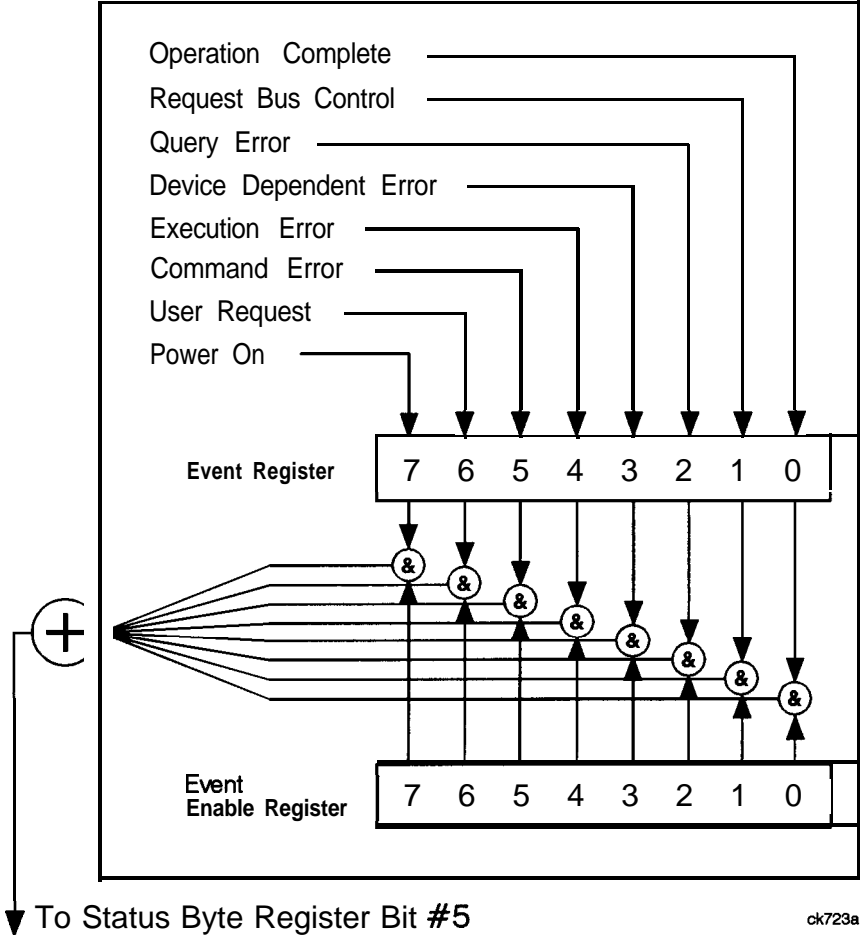 Operation Complete
Request Bus Control
Query Error
Device Dependent Error
Execution Error
Command Error
User Request
Power On
Event Register 7 6 5 4 3 2 1 0
&
&
&
&
&
&
&
&
+
Event
Enable Register 7 6 5 4 3 2 1 0
To Status Byte Register Bit #5
ck723a